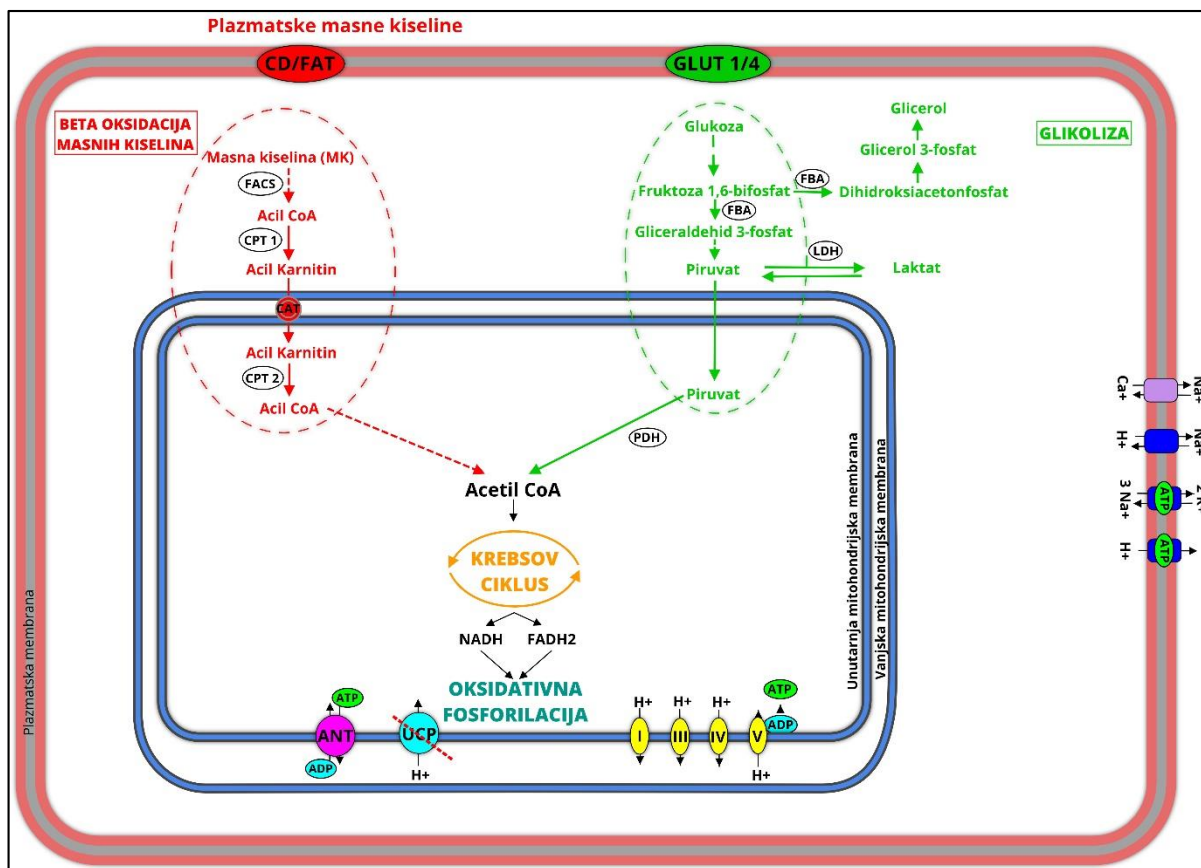 Plazmatske masne kiseline
CD/FAT
GLUT 1/4
BETA OKSIDACIJA
MASNIH KISELINA
GLIKOLIZA
Masna kiselina (MK)
FACS
Acil CoA
CPT 1
Acil Karnitin
CAT
Acil Karnitin
CPT 2
Acil CoA
Glukoza
Fruktoza 1,6-bifosfat
FBA
Dihidroksiacetonfosfat
Glicerol 3-fosfat
Glicerol
FBA
Gliceraldehid 3-fosfat
Piruvat
LDH
Laktat
Piruvat
PDH
Acetil CoA
KREBSOV
CIKLUS
NADH
FADH2
OKSIDATIVNA
FOSFORILACIJA
ATP
ANT
ADP
UCP
H+
H+
H+
H+
I
III
IV
V
H+
ATP
ADP
Plazmatska membrana
Unutarnja mitohondrijska membrana
Vanjska mitohondrijska membrana
Ca+
Na+
H+
Na+
3 Na+
ATP
H+
ATP